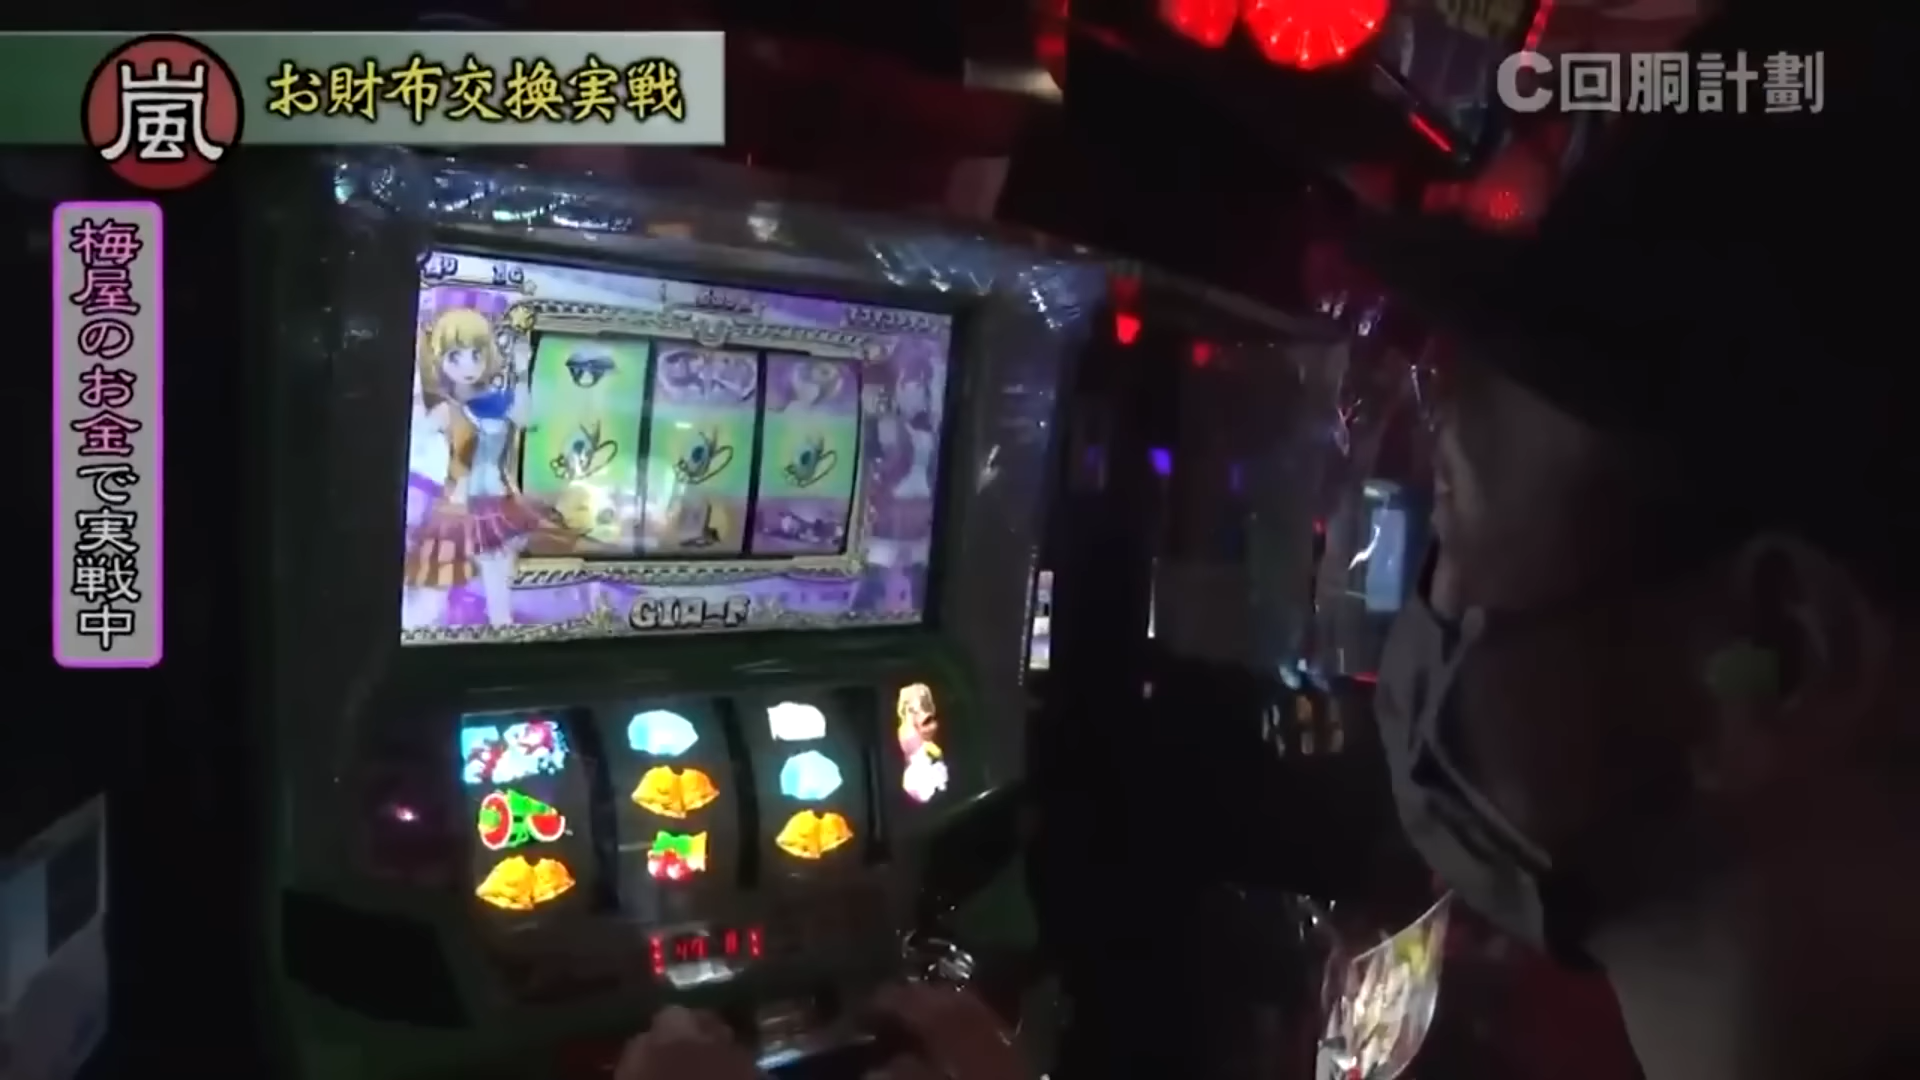 嵐
お財布交換実戦
C回胴計劃
梅屋のお金で実戦中